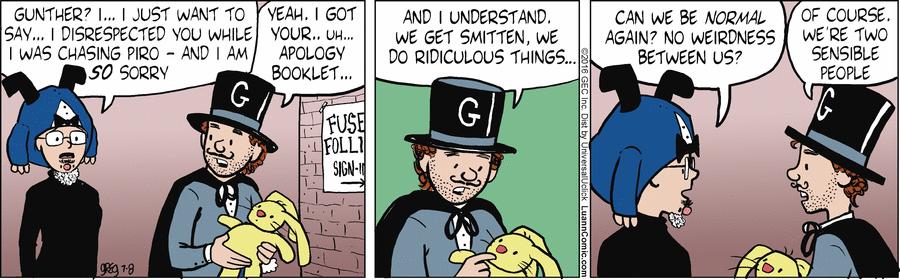 GUNTHER? I... I JUST WANT TO
SAY... I DISRESPECTED YOU WHILE
I WAS CHASING PIRO – AND I AM
SO SORRY
YEAH. I GOT
YOUR.. UH...
APOLOGY
BOOKLET...
G
FUSE
FOLLI
SIGN-I
GREG 7-8
AND I UNDERSTAND.
WE GET SMITTEN, WE
DO RIDICULOUS THINGS...
G
©2016 GEC Inc. Dist by UniversalUclick LuannComic.com
CAN WE BE NORMAL
AGAIN? NO WEIRDNESS
BETWEEN US?
OF COURSE.
WE'RE TWO
SENSIBLE
PEOPLE
G